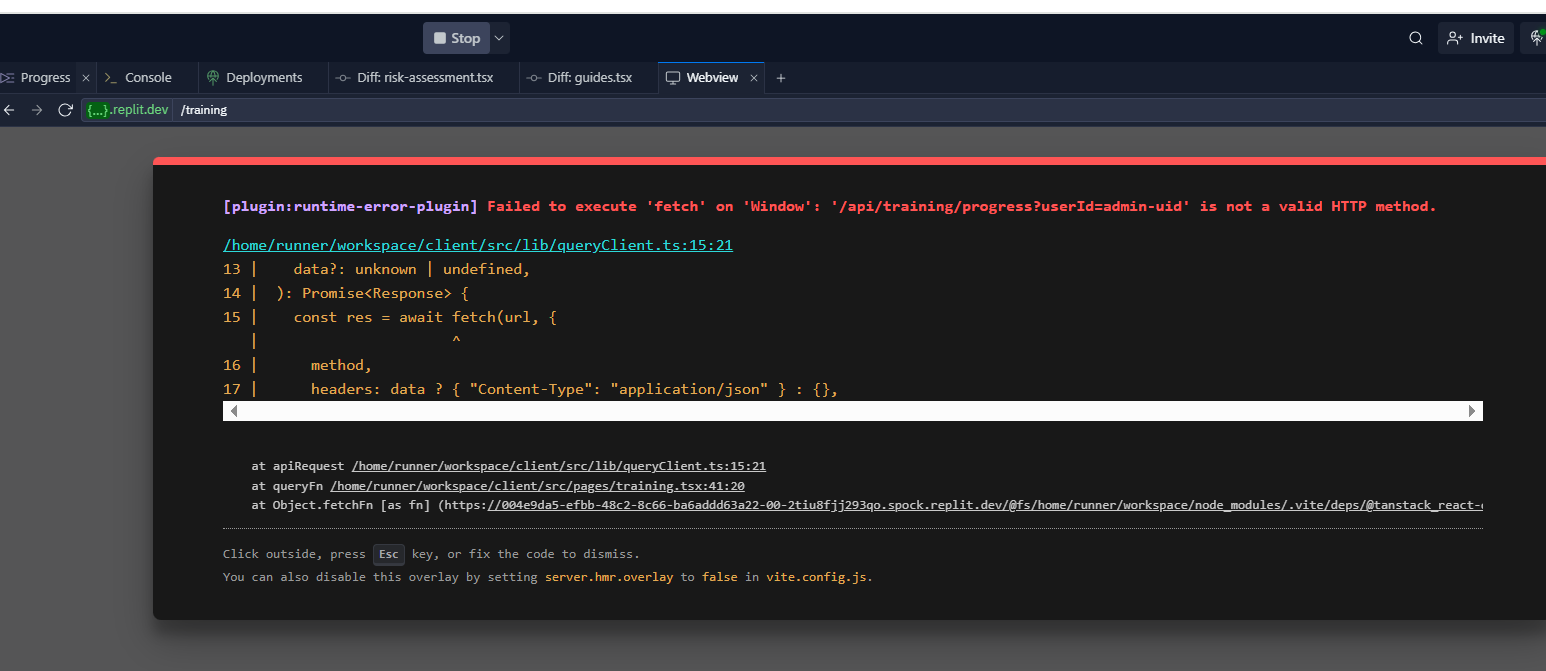 Stop
Invite
Progress × Console Deployments Diff: risk-assessment.tsx Diff: guides.tsx Webview × +
{...}.replit.dev /training
[plugin:runtime-error-plugin] Failed to execute 'fetch' on 'Window': '/api/training/progress?userId=admin-uid' is not a valid HTTP method.
/home/runner/workspace/client/src/lib/queryClient.ts:15:21
13 | data?: unknown | undefined,
14 | ): Promise<Response> {
15 | const res = await fetch(url, {
| ^
16 | method,
17 | headers: data ? { "Content-Type": "application/json" } : {},
at apiRequest /home/runner/workspace/client/src/lib/queryClient.ts:15:21
at queryFn /home/runner/workspace/client/src/pages/training.tsx:41:20
at Object.fetchFn [as fn] (https://004e9da5-efbb-48c2-8c66-ba6addd63a22-00-2tiu8fjj293qo.spock.replit.dev/@fs/home/runner/workspace/node_modules/.vite/deps/@tanstack_react-
Click outside, press Esc key, or fix the code to dismiss.
You can also disable this overlay by setting server.hmr.overlay to false in vite.config.js.